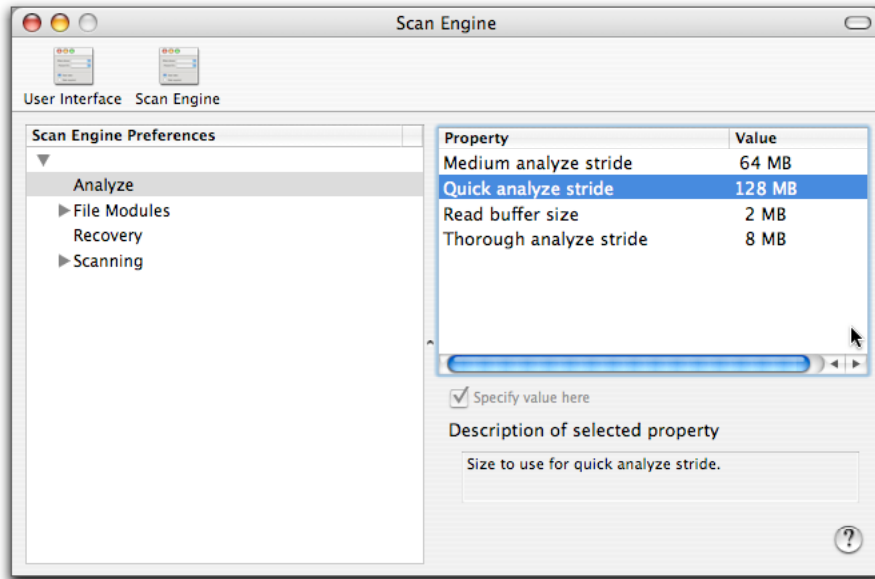 Scan Engine
User Interface Scan Engine
Scan Engine Preferences
Analyze
File Modules
Recovery
Scanning
Property Value
Medium analyze stride 64 MB
Quick analyze stride 128 MB
Read buffer size 2 MB
Thorough analyze stride 8 MB
Specify value here
Description of selected property
Size to use for quick analyze stride.
?